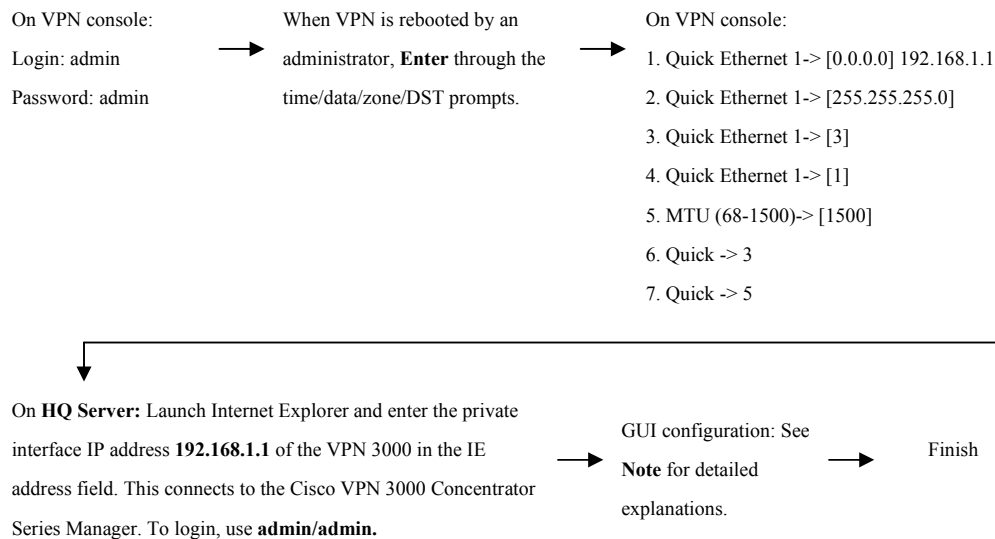 On VPN console:
Login: admin
Password: admin
When VPN is rebooted by an
administrator, Enter through the
time/data/zone/DST prompts.
On VPN console:
1. Quick Ethernet 1-> [0.0.0.0] 192.168.1.1
2. Quick Ethernet 1-> [255.255.255.0]
3. Quick Ethernet 1-> [3]
4. Quick Ethernet 1-> [1]
5. MTU (68-1500)-> [1500]
6. Quick -> 3
7. Quick -> 5
On HQ Server: Launch Internet Explorer and enter the private
interface IP address 192.168.1.1 of the VPN 3000 in the IE
address field. This connects to the Cisco VPN 3000 Concentrator
Series Manager. To login, use admin/admin.
GUI configuration: See
Note for detailed
explanations.
Finish